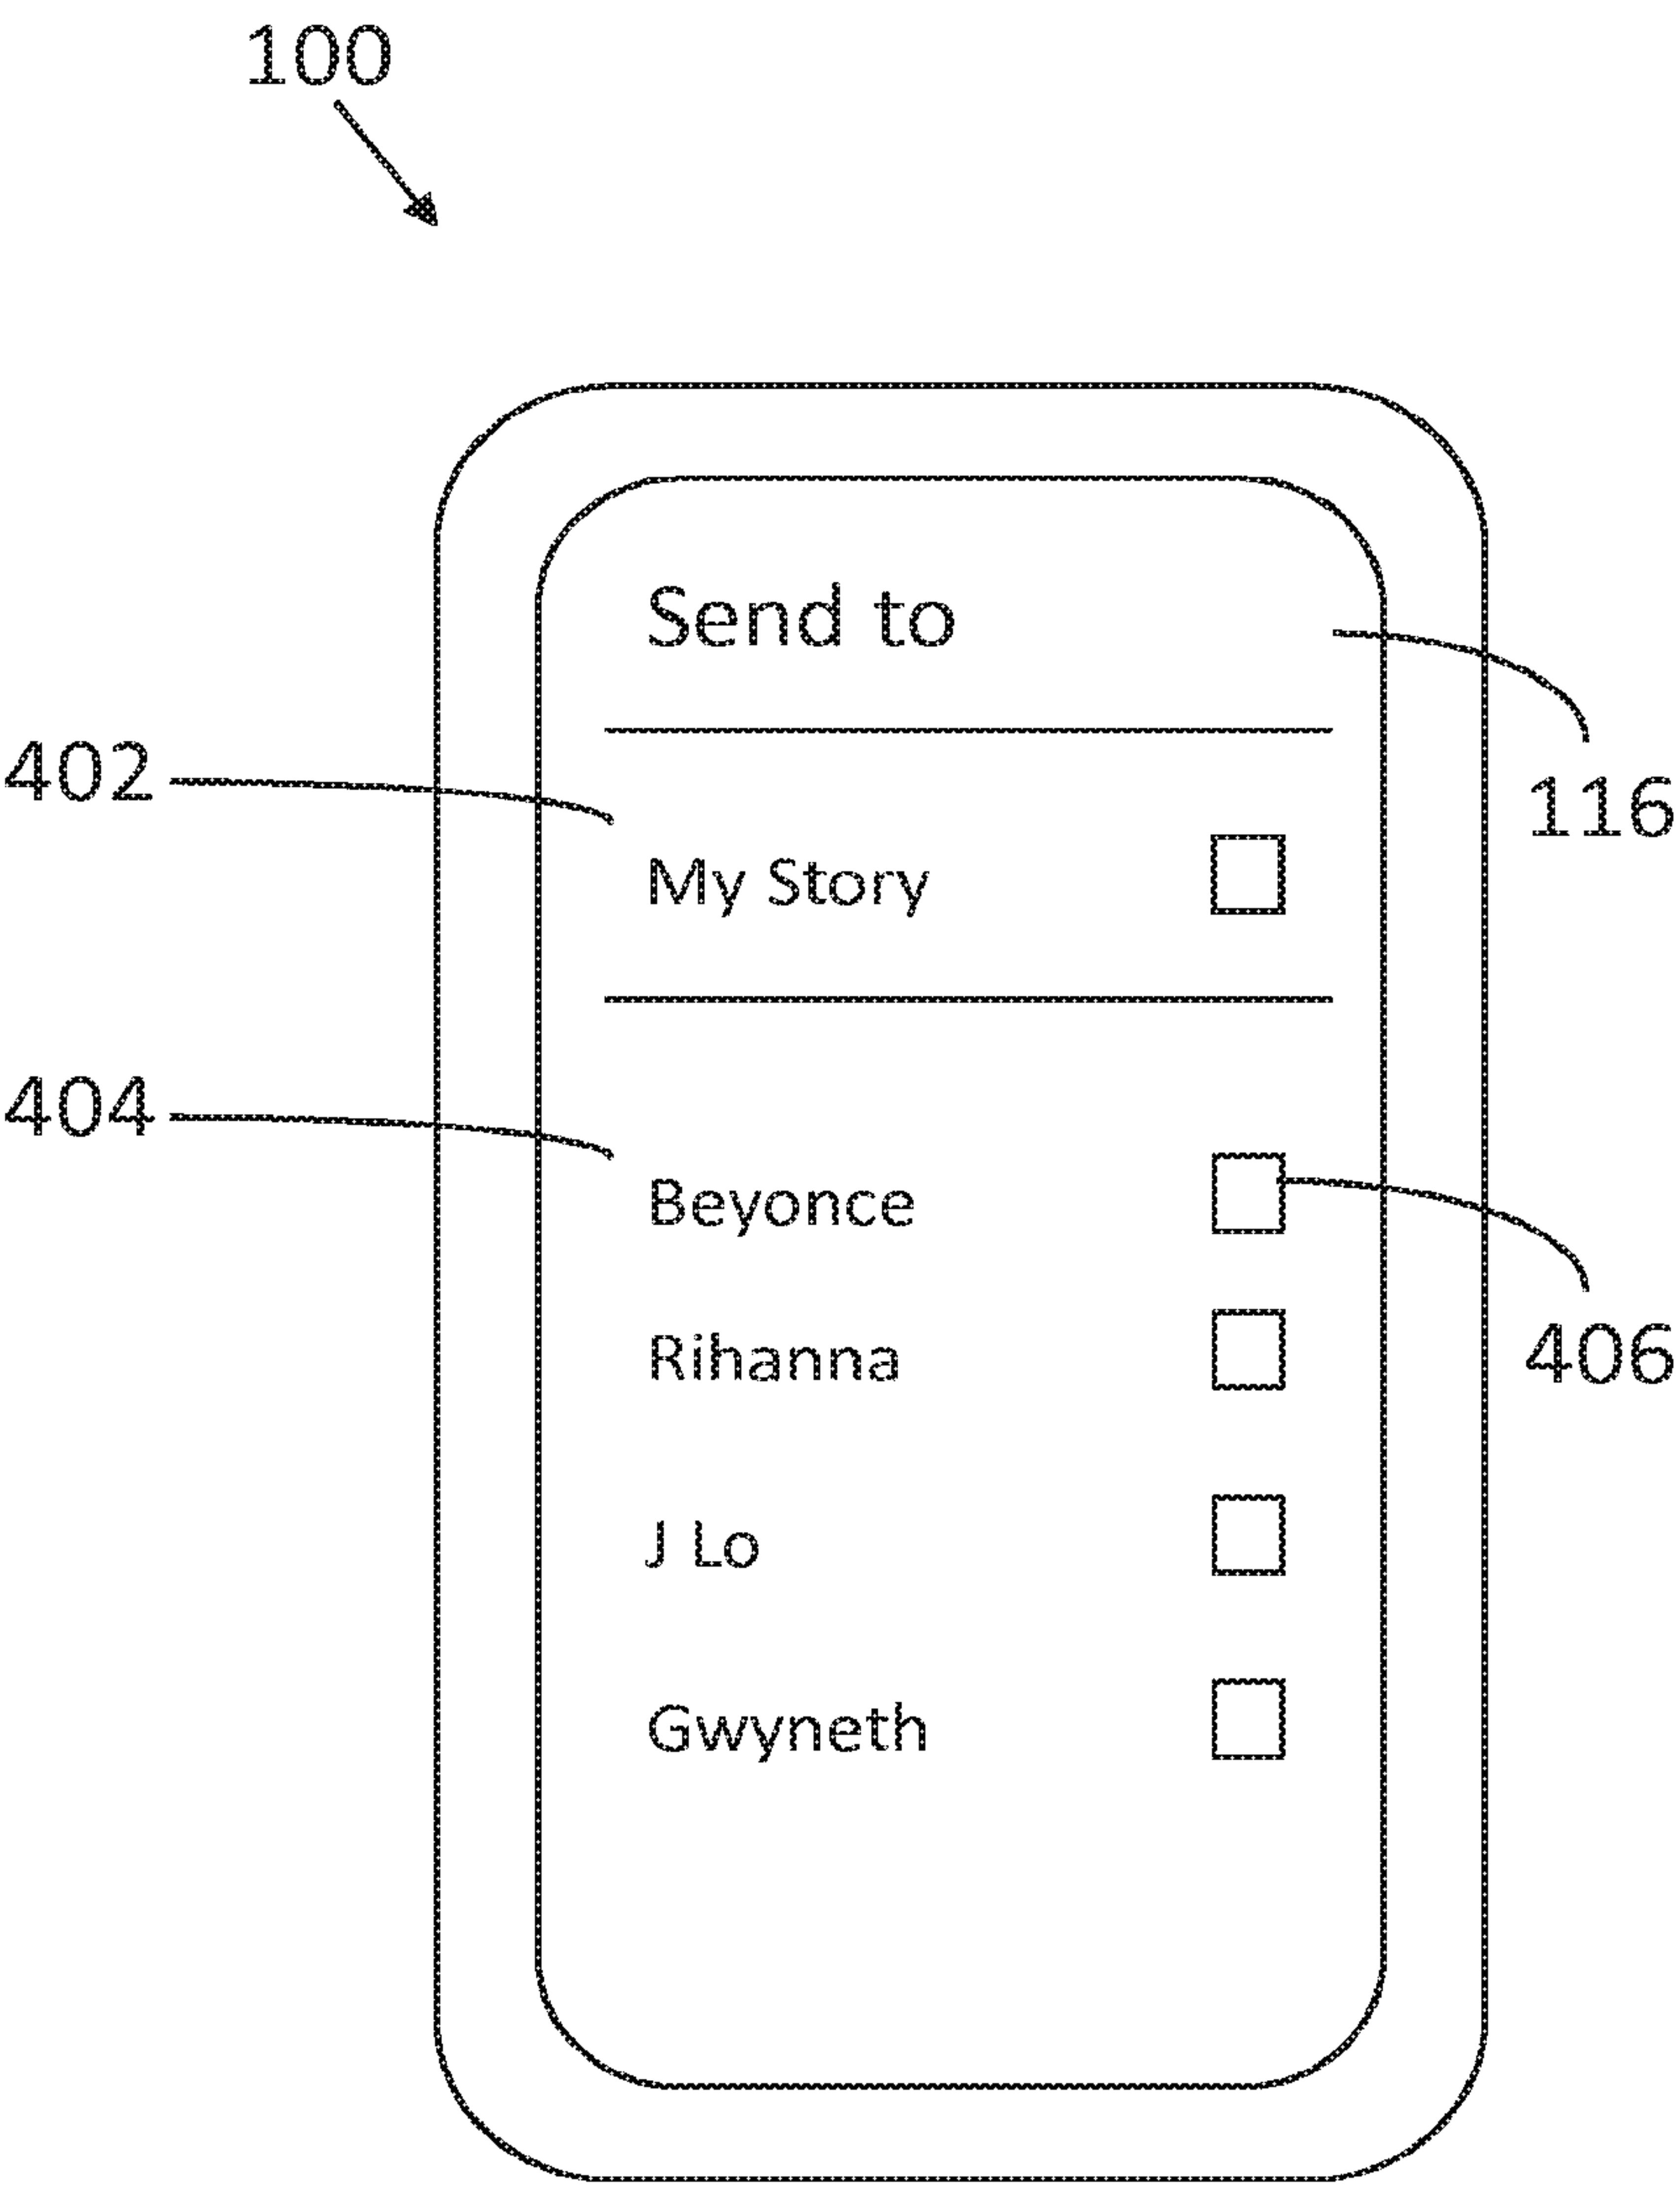 100
Send to
116
402
My Story
404
Beyonce
406
Rihanna
J Lo
Gwyneth